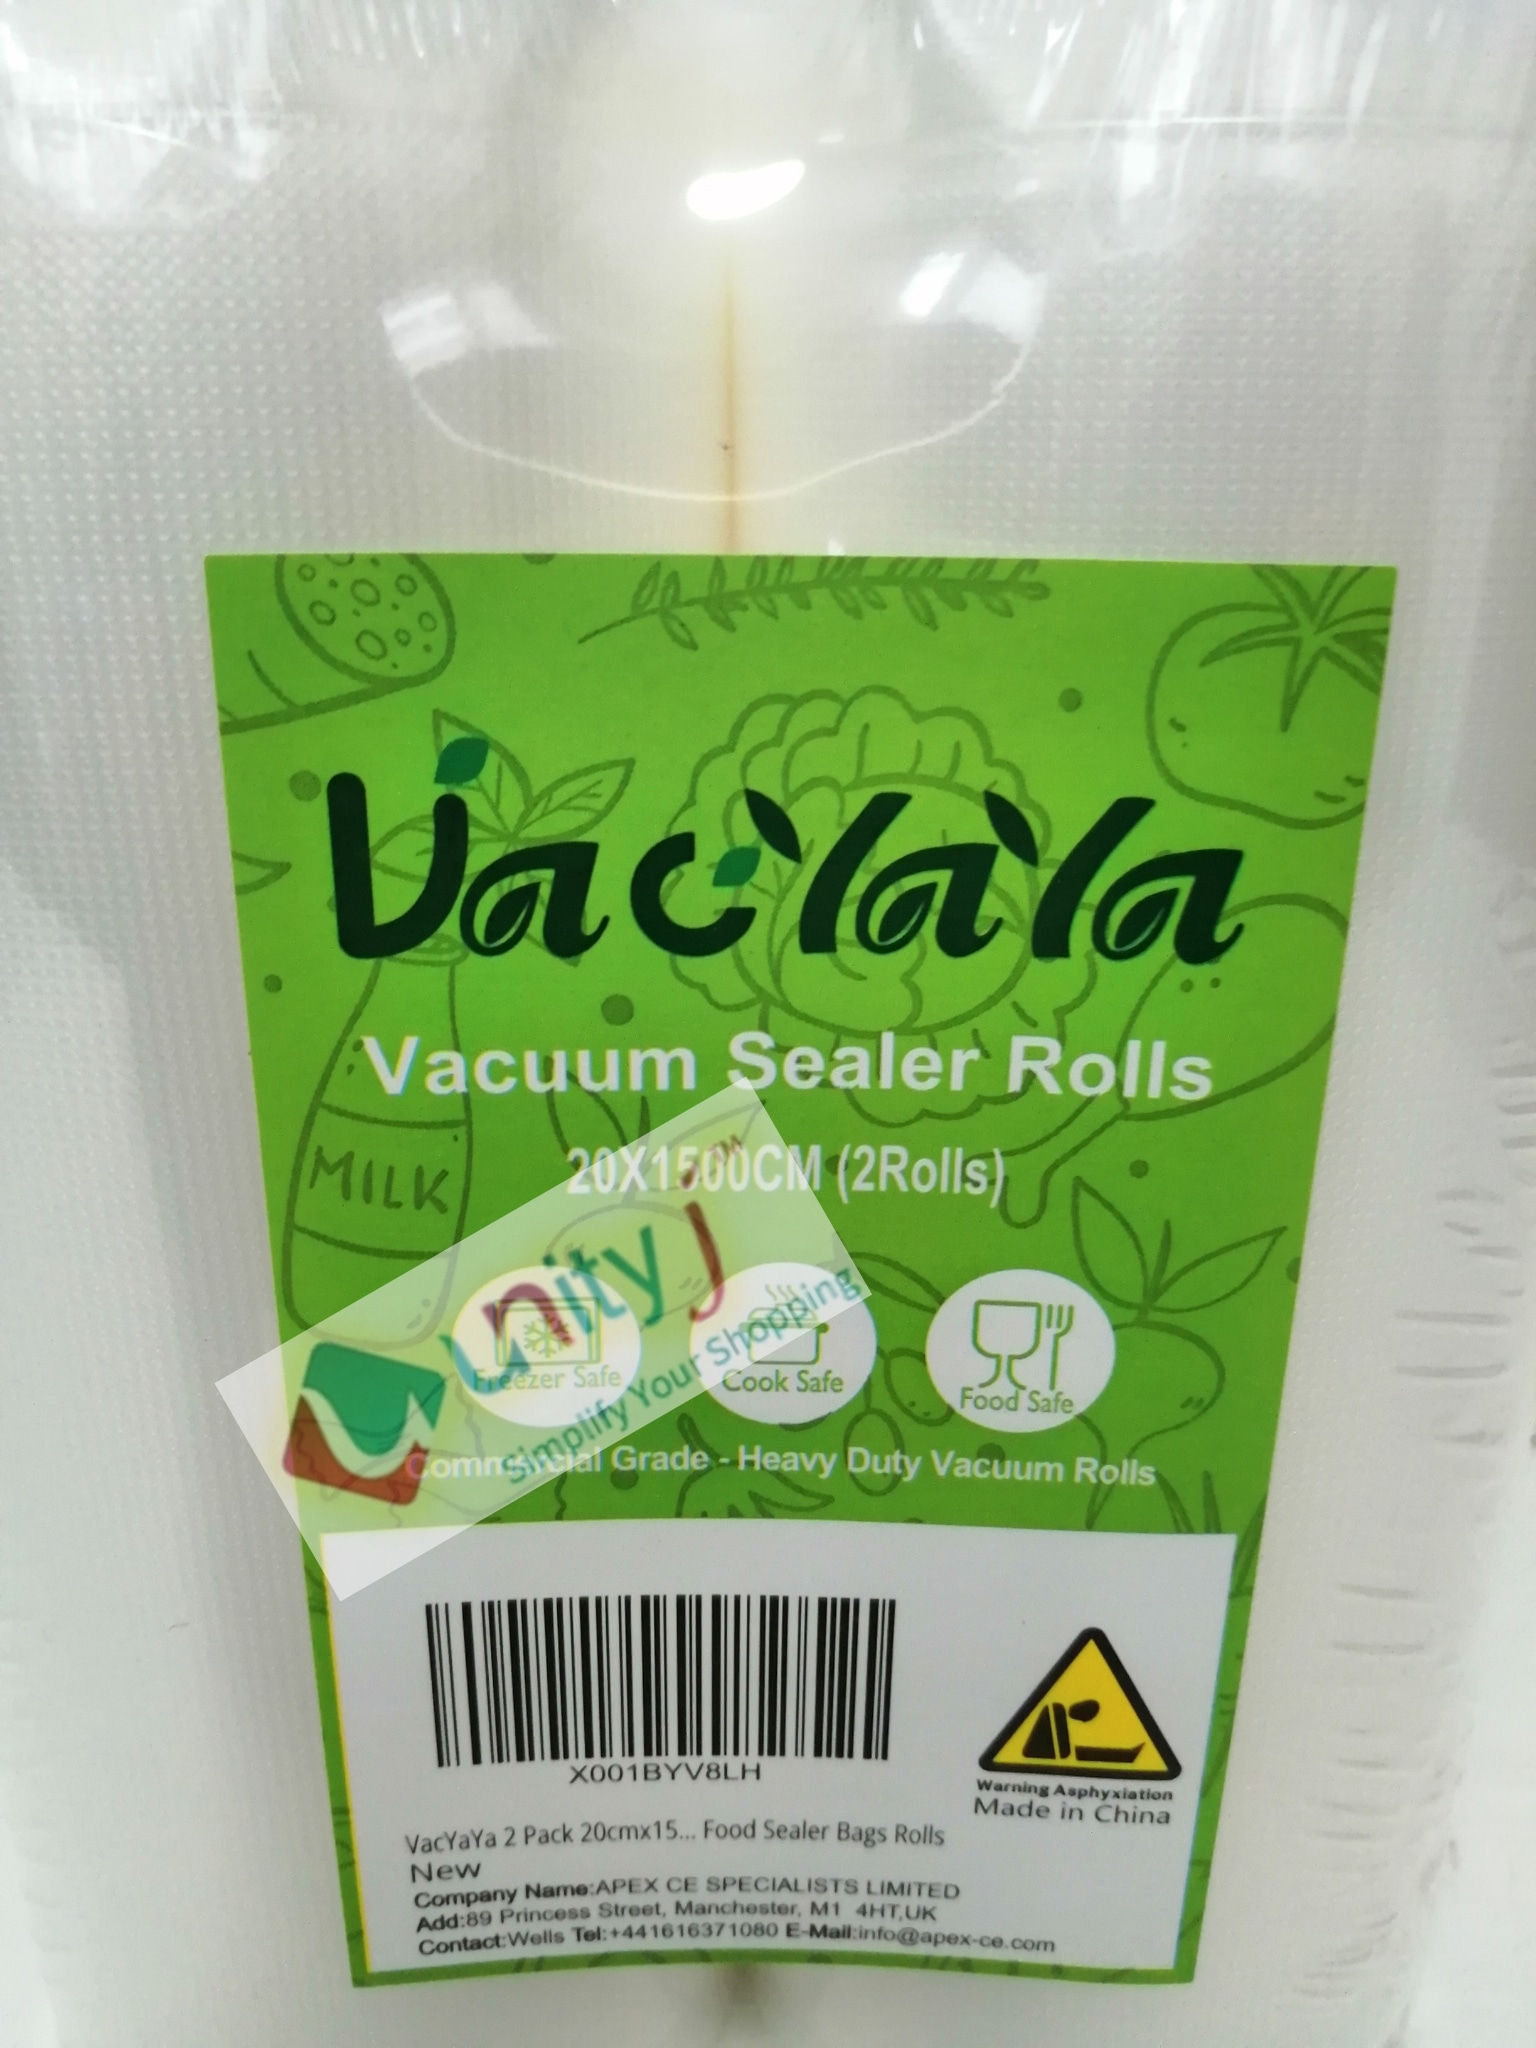 VacYaYa
Vacuum Sealer Rolls
20X1500CM (2Rolls)
MILK
Unity J ™
Simplify Your Shopping
Freezer Safe
Cook Safe
Food Safe
Commercial Grade - Heavy Duty Vacuum Rolls
X001BYV8LH
Warning Asphyxiation
Made in China
VacYaYa 2 Pack 20cmx15... Food Sealer Bags Rolls
New
Company Name:APEX CE SPECIALISTS LIMITED
Add:89 Princess Street, Manchester, M1 4HT,UK
Contact:Wells Tel:+441616371080 E-Mail:info@apex-ce.com